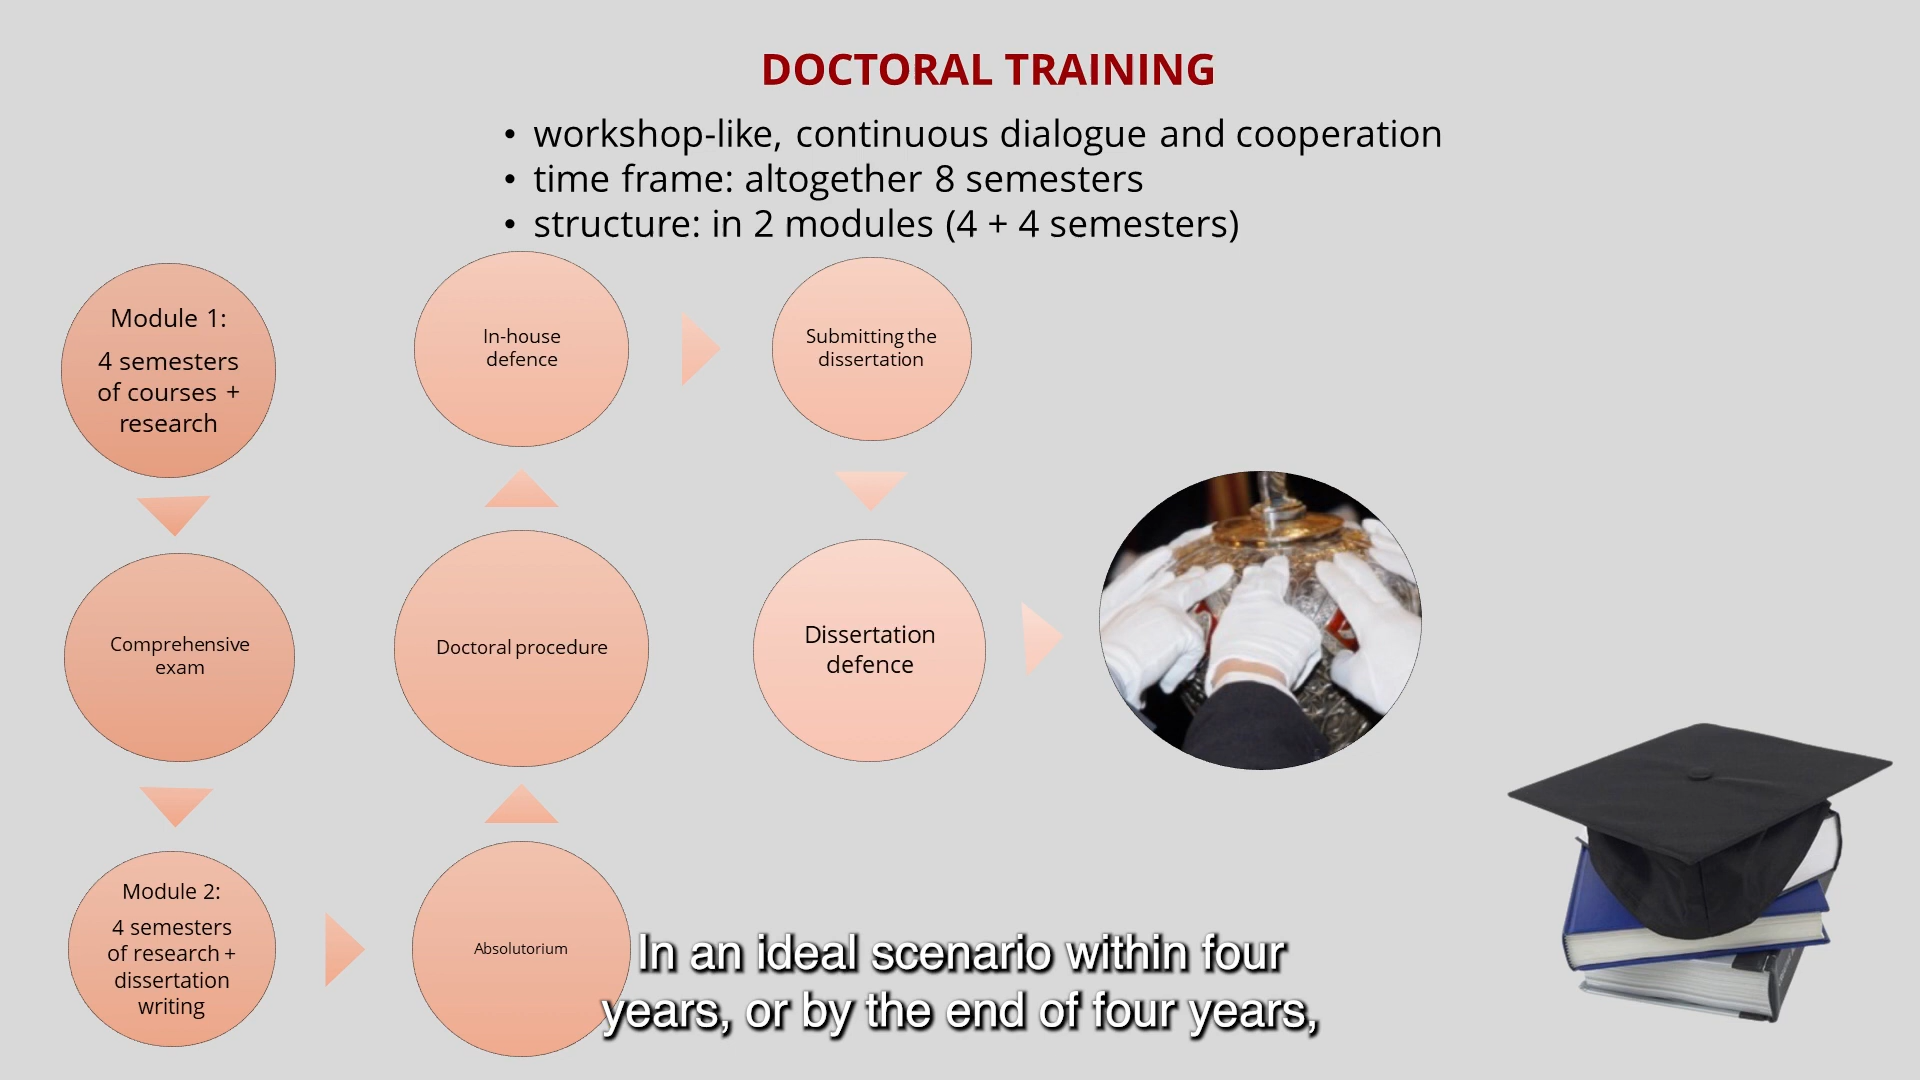 DOCTORAL TRAINING
• workshop-like, continuous dialogue and cooperation
• time frame: altogether 8 semesters
• structure: in 2 modules (4 + 4 semesters)
Module 1:
4 semesters
of courses +
research
Comprehensive
exam
Module 2:
4 semesters
of research +
dissertation
writing
Absolutorium
Doctoral procedure
In-house
defence
Submitting the
dissertation
Dissertation
defence
In an ideal scenario within four
years, or by the end of four years,